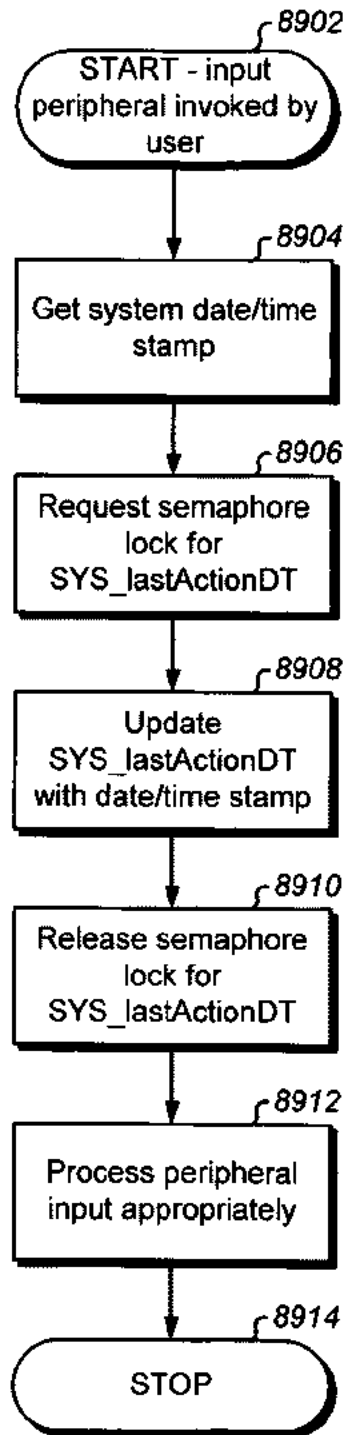 8902
START - input
peripheral invoked by
user
8904
Get system date/time
stamp
8906
Request semaphore
lock for
SYS_lastActionDT
8908
Update
SYS_lastActionDT
with date/time stamp
8910
Release semaphore
lock for
SYS_lastActionDT
8912
Process peripheral
input appropriately
8914
STOP